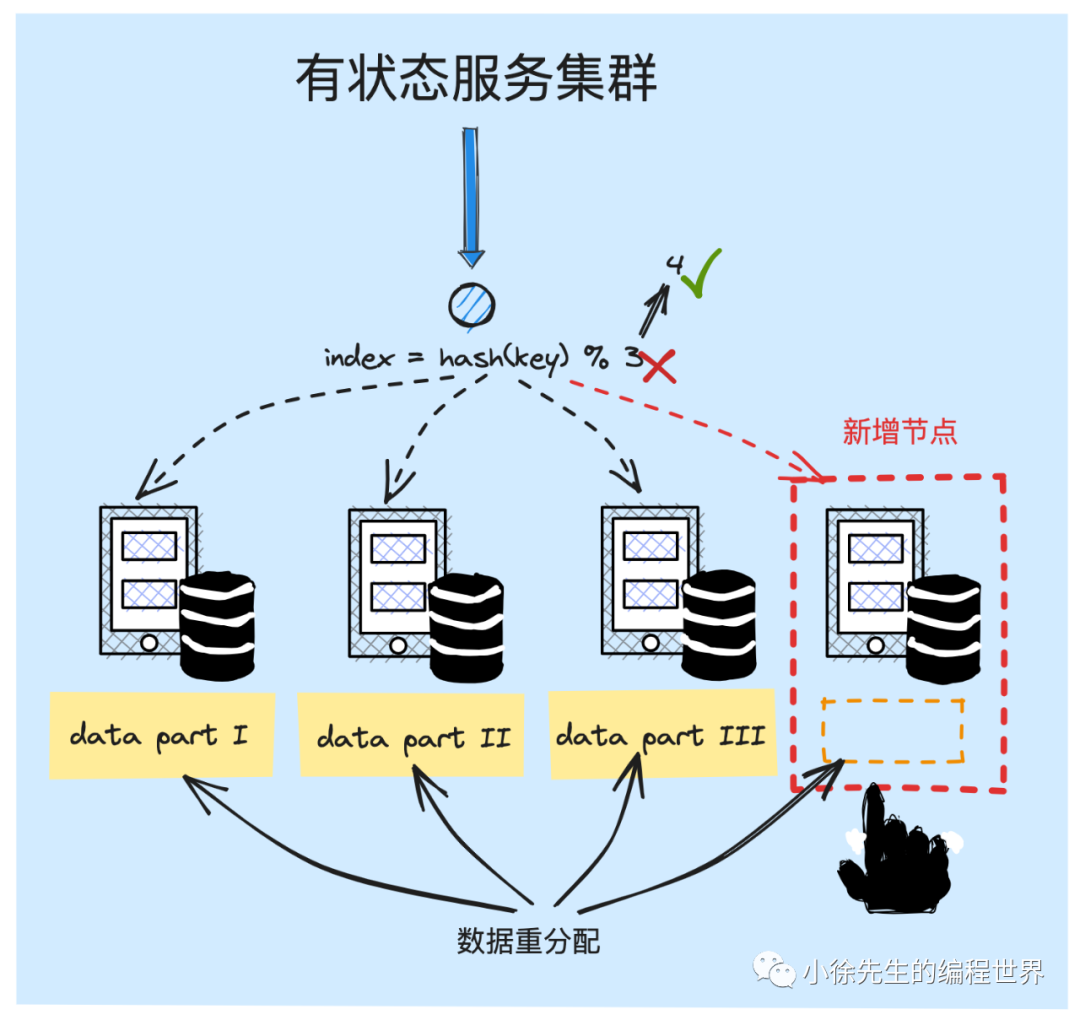 有状态服务集群
4
index = hash(key) % 3
新增节点
data part I
data part II
data part III
数据重分配
小徐先生的编程世界